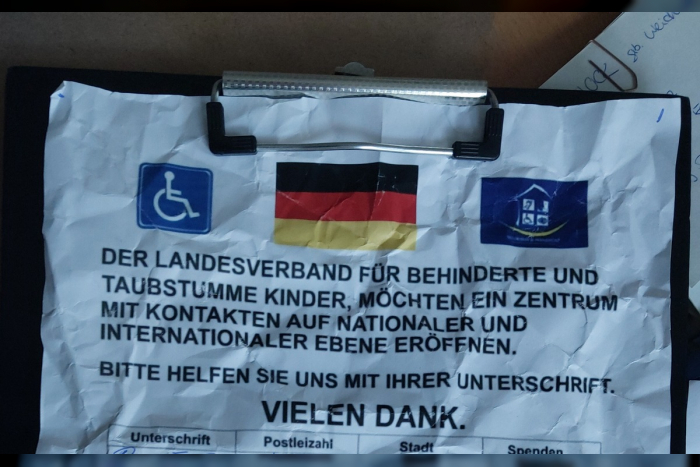 DER LANDESVERBAND FÜR BEHINDERTE UND
TAUBSTUMME KINDER, MÖCHTEN EIN ZENTRUM
MIT KONTAKTEN AUF NATIONALER UND
INTERNATIONALER EBENE ERÖFFNEN.
BITTE HELFEN SIE UNS MIT IHRER UNTERSCHRIFT.
VIELEN DANK.
Unterschrift Postleizahl Stadt Spenden